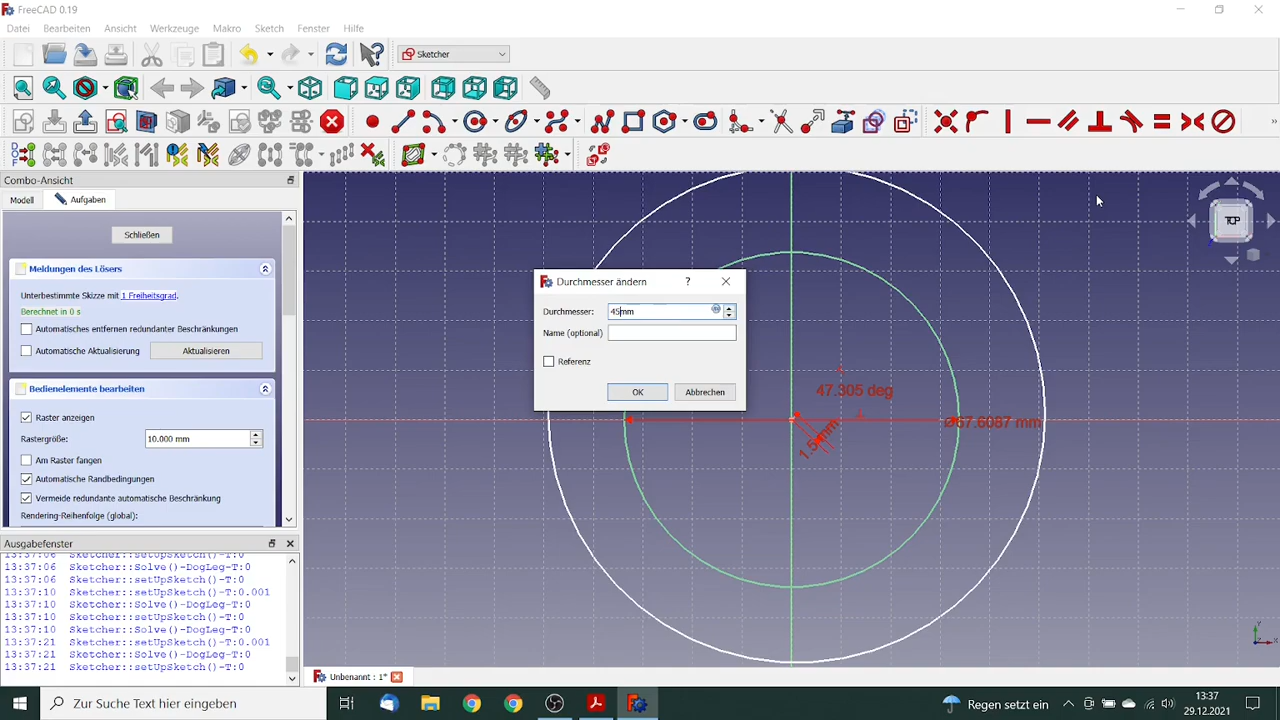 FreeCAD 0.19
Datei Bearbeiten Ansicht Werkzeuge Makro Sketch Fenster Hilfe
Sketcher
Combo-Ansicht
Modell Aufgaben
Schließen
Meldungen des Lösers
Unterbestimmte Skizze mit 1 Freiheitsgrad.
Berechnet in 0 s
Automatisches entfernen redundanter Beschränkungen
Automatische Aktualisierung Aktualisieren
Bedienelemente bearbeiten
Raster anzeigen
Rastergröße: 10.000 mm
Am Raster fangen
Automatische Randbedingungen
Vermeide redundante automatische Beschränkung
Rendering-Reihenfolge (global):
Ausgabefenster
13:37:06 Sketcher::setUpSketch()-T:0
13:37:06 Sketcher::Solve()-DogLeg-T:0
13:37:06 Sketcher::setUpSketch()-T:0
13:37:10 Sketcher::setUpSketch()-T:0.001
13:37:10 Sketcher::Solve()-DogLeg-T:0
13:37:10 Sketcher::setUpSketch()-T:0
13:37:10 Sketcher::Solve()-DogLeg-T:0
13:37:21 Sketcher::setUpSketch()-T:0.001
13:37:21 Sketcher::Solve()-DogLeg-T:0
13:37:21 Sketcher::setUpSketch()-T:0
Durchmesser ändern ?
Durchmesser: 45mm
Name (optional)
Referenz
OK Abbrechen
47.305 deg
Ø67.6087 mm
TOP
Unbenannt : 1*
Zur Suche Text hier eingeben
Regen setzt ein
13:37
29.12.2021